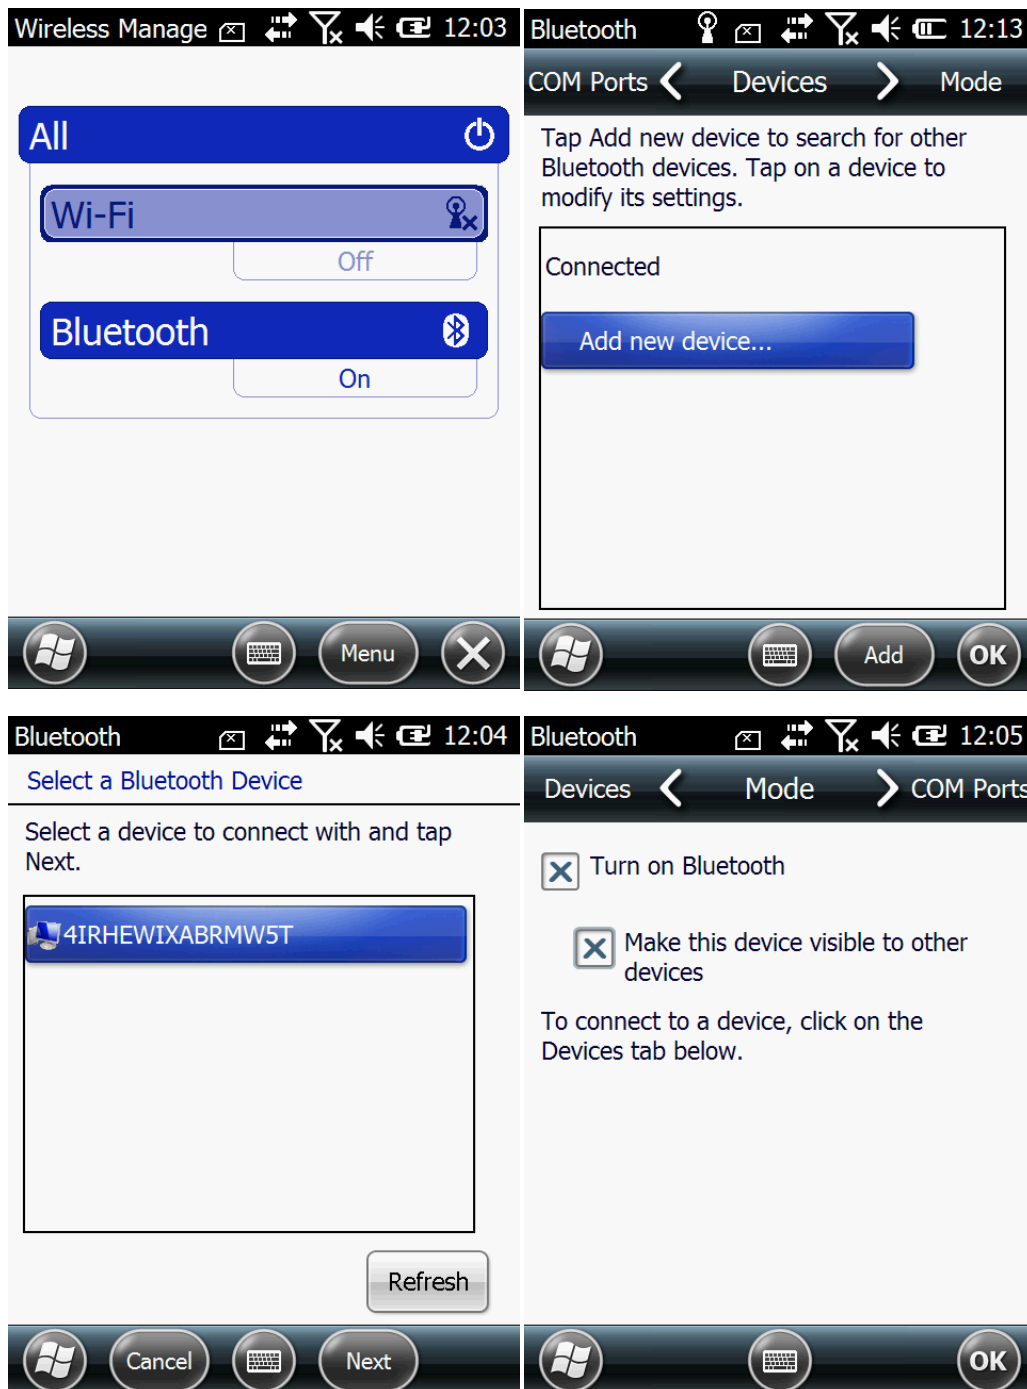 Wireless Manage 12:03
All
Wi-Fi
Off
Bluetooth
On
Menu
Bluetooth 12:13
COM Ports Devices Mode
Tap Add new device to search for other
Bluetooth devices. Tap on a device to
modify its settings.
Connected
Add new device...
Add OK
Bluetooth 12:04
Select a Bluetooth Device
Select a device to connect with and tap
Next.
4IRHEWIXABRMW5T
Refresh
Cancel Next
Bluetooth 12:05
Devices Mode COM Ports
Turn on Bluetooth
Make this device visible to other
devices
To connect to a device, click on the
Devices tab below.
OK